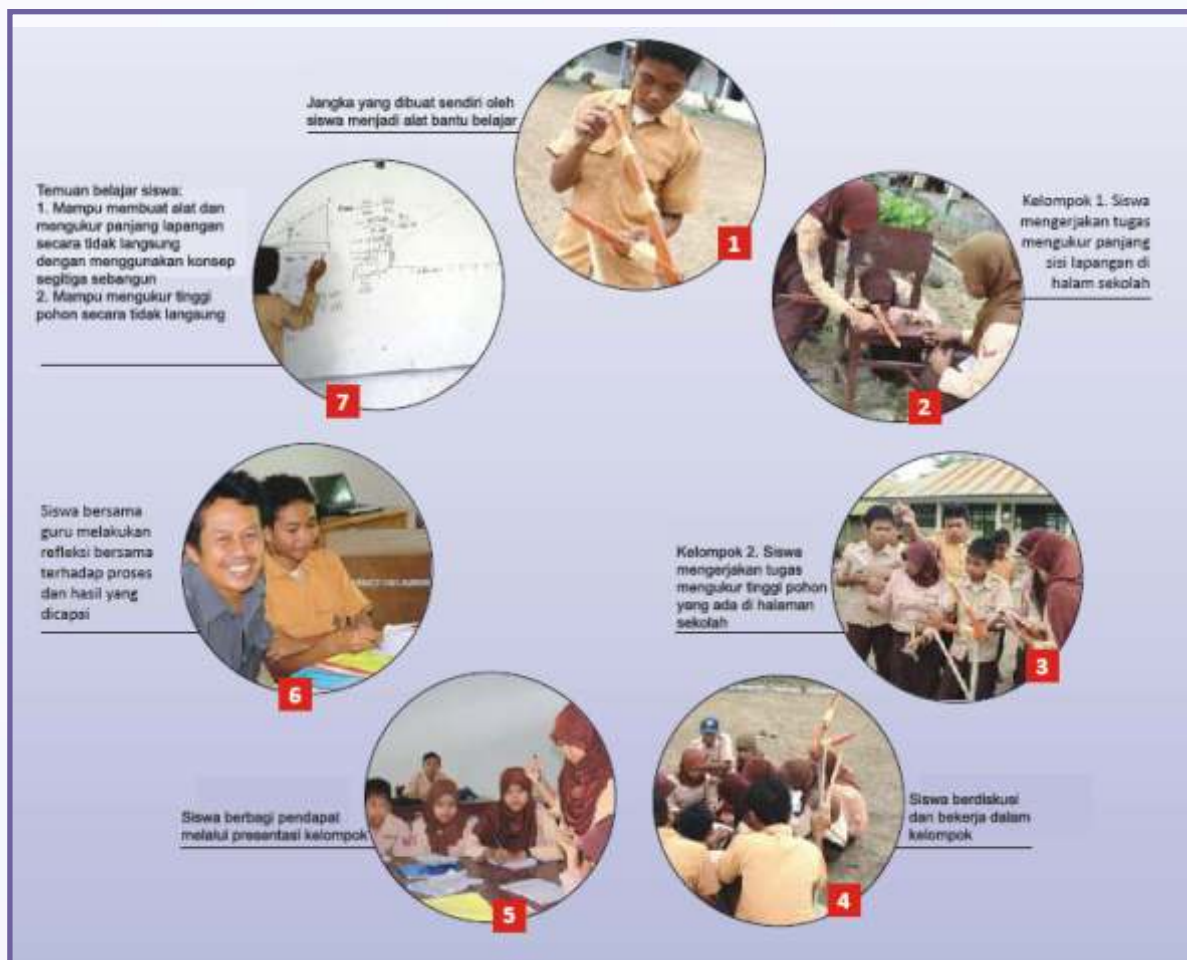 Jangka yang dibuat sendiri oleh
siswa menjadi alat bantu belajar
1
Kelompok 1. Siswa
mengerjakan tugas
mengukur panjang
sisi lapangan di
halam sekolah
2
Kelompok 2. Siswa
mengerjakan tugas
mengukur tinggi pohon
yang ada di halaman
sekolah
3
Siswa berdiskusi
dan bekerja dalam
kelompok
4
Siswa berbagi pendapat
melalui presentasi kelompok
5
Siswa bersama
guru melakukan
refleksi bersama
terhadap proses
dan hasil yang
dicapai
6
Temuan belajar siswa:
1. Mampu membuat alat dan
mengukur panjang lapangan
secara tidak langsung
dengan menggunakan konsep
segitiga sebangun
2. Mampu mengukur tinggi
pohon secara tidak langsung
7